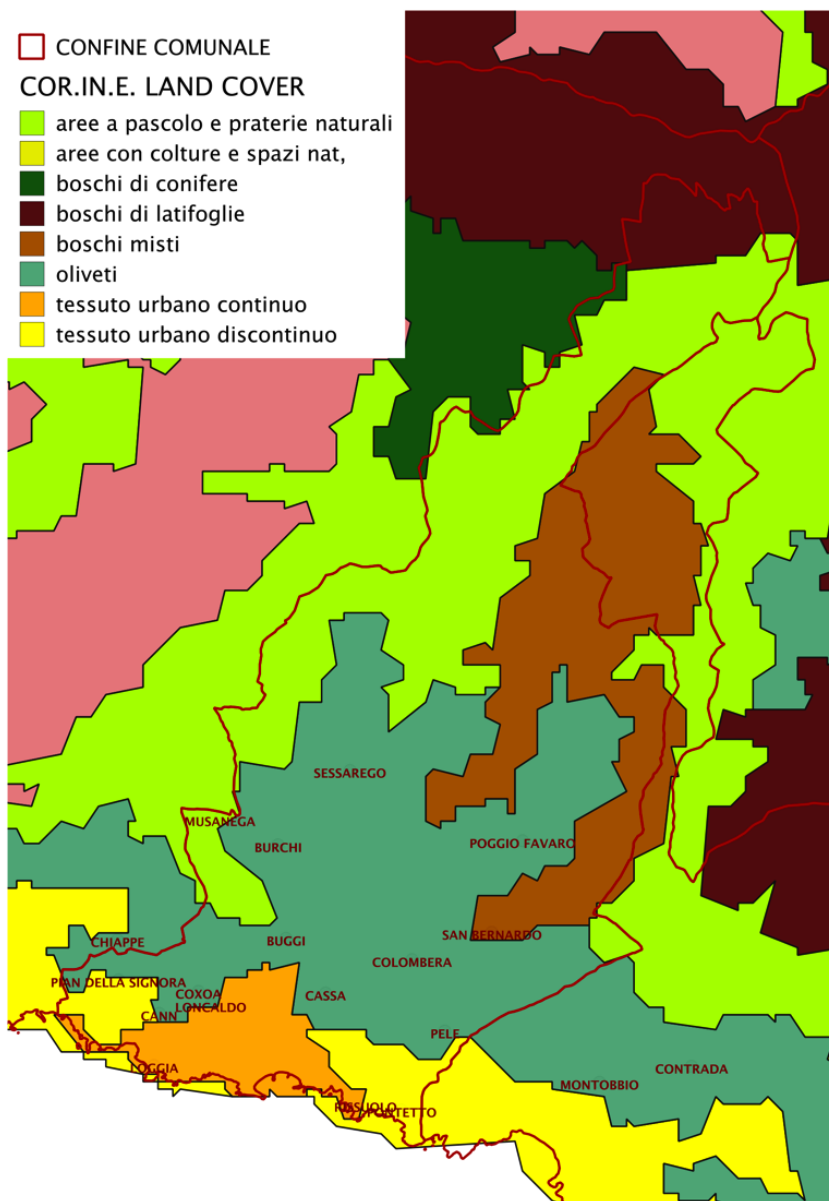 CONFINE COMUNALE
COR.IN.E. LAND COVER
aree a pascolo e praterie naturali
aree con colture e spazi nat,
boschi di conifere
boschi di latifoglie
boschi misti
oliveti
tessuto urbano continuo
tessuto urbano discontinuo
SESSAREGO
MUSANEGA
BURCHI
POGGIO FAVARO
SAN BERNARDO
CHIAPPE
BUGGI
COLOMBERA
PIAN DELLA SIGNORA
COXOA
CASSA
LONCALDO
CANN
PELE
LOGGIA
CONTRADA
MONTOBBIO
PONTETTO